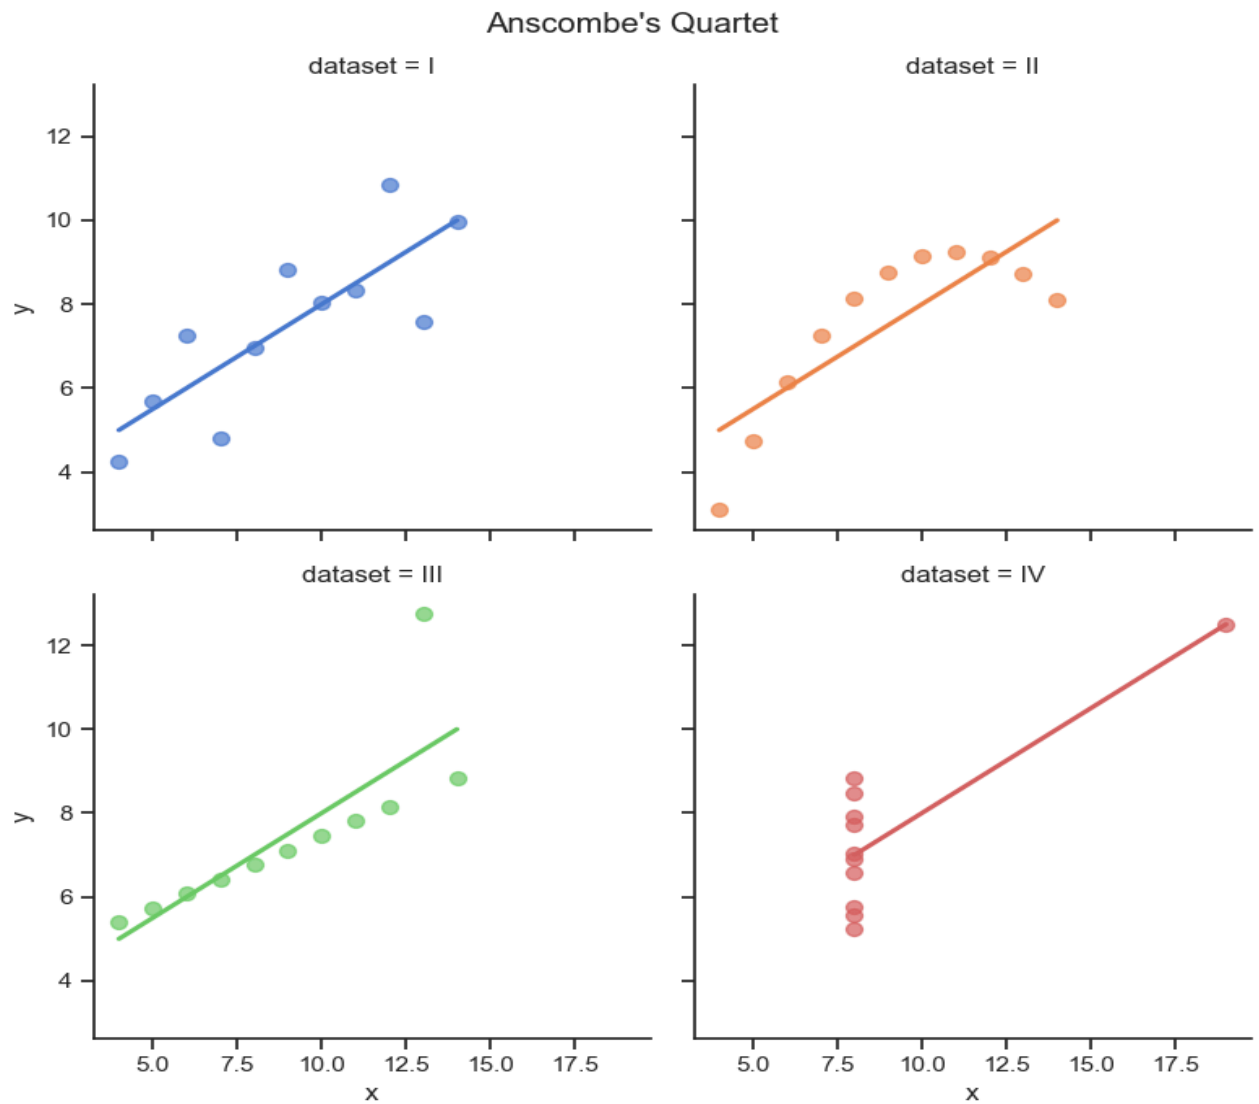 Anscombe's Quartet
dataset = I
dataset = II
12
10
8
6
4
y
dataset = III
dataset = IV
12
10
8
6
4
y
5.0 7.5 10.0 12.5 15.0 17.5
5.0 7.5 10.0 12.5 15.0 17.5
x
x